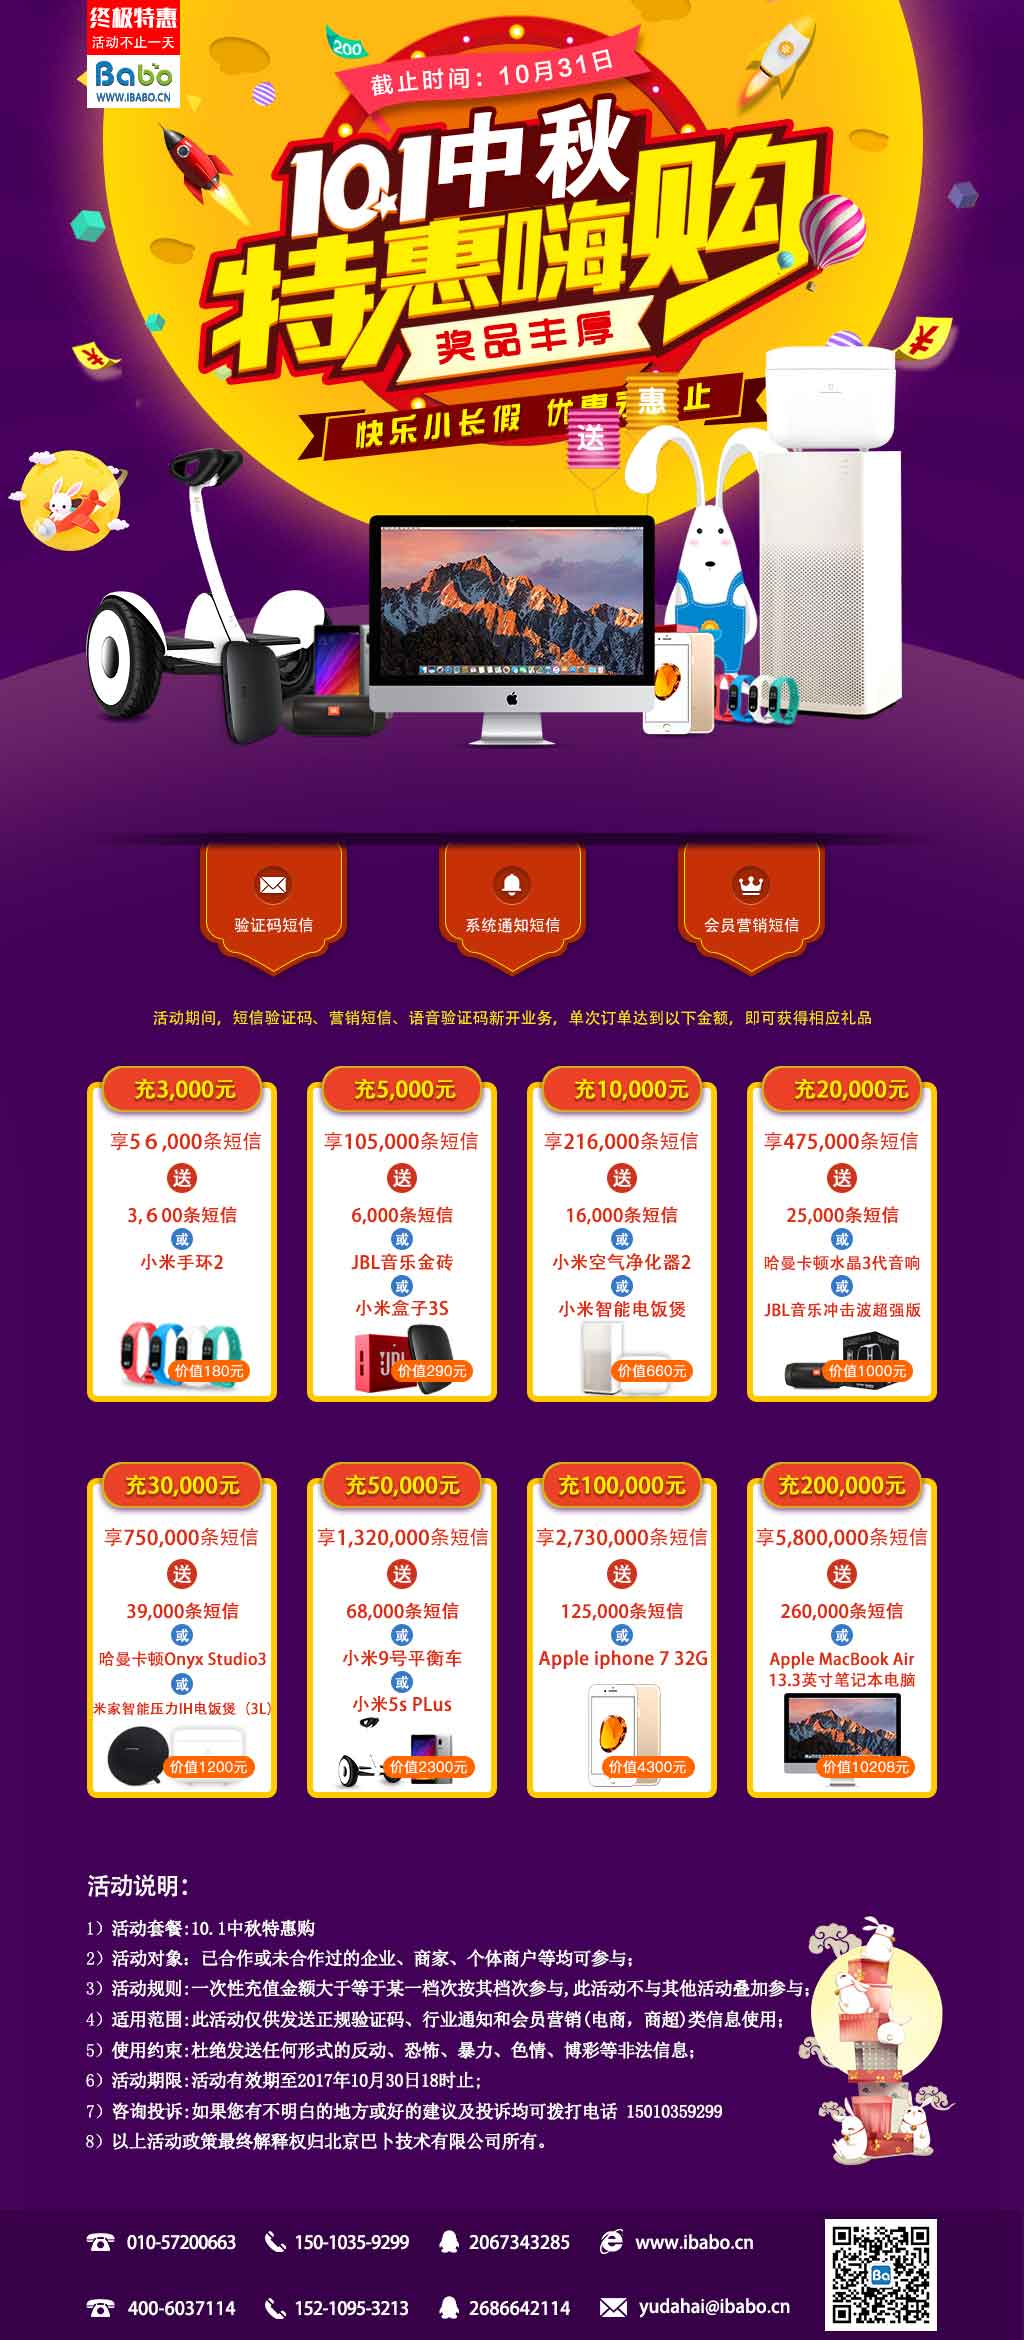 终极特惠
活动不止一天
Babo
WWW.IBABO.CN
200
截止时间：10月31日
10.1中秋
特惠嗨购
奖品丰厚
快乐小长假 优惠 止
送
惠
¥
¥
验证码短信
系统通知短信
会员营销短信
活动期间，短信验证码、营销短信、语音验证码新开业务，单次订单达到以下金额，即可获得相应礼品
充3,000元
享56,000条短信
送
3,600条短信
或
小米手环2
价值180元
充5,000元
享105,000条短信
送
6,000条短信
或
JBL音乐金砖
或
小米盒子3S
价值290元
充10,000元
享216,000条短信
送
16,000条短信
或
小米空气净化器2
或
小米智能电饭煲
价值660元
充20,000元
享475,000条短信
送
25,000条短信
或
哈曼卡顿水晶3代音响
或
JBL音乐冲击波超强版
价值1000元
充30,000元
享750,000条短信
送
39,000条短信
或
哈曼卡顿Onyx Studio3
或
米家智能压力IH电饭煲（3L）
价值1200元
充50,000元
享1,320,000条短信
送
68,000条短信
或
小米9号平衡车
或
小米5s PLus
价值2300元
充100,000元
享2,730,000条短信
送
125,000条短信
或
Apple iphone 7 32G
价值4300元
充200,000元
享5,800,000条短信
送
260,000条短信
或
Apple MacBook Air
13.3英寸笔记本电脑
价值10208元
活动说明：
1）活动套餐:10.1中秋特惠购
2）活动对象：已合作或未合作过的企业、商家、个体商户等均可参与；
3）活动规则:一次性充值金额大于等于某一档次按其档次参与,此活动不与其他活动叠加参与；
4）适用范围:此活动仅供发送正规验证码、行业通知和会员营销(电商，商超)类信息使用；
5）使用约束:杜绝发送任何形式的反动、恐怖、暴力、色情、博彩等非法信息；
6）活动期限:活动有效期至2017年10月30日18时止;
7）咨询投诉:如果您有不明白的地方或好的建议及投诉均可拨打电话 15010359299
8）以上活动政策最终解释权归北京巴卜技术有限公司所有。
010-57200663
150-1035-9299
2067343285
www.ibabo.cn
400-6037114
152-1095-3213
2686642114
yudahai@ibabo.cn
Ba